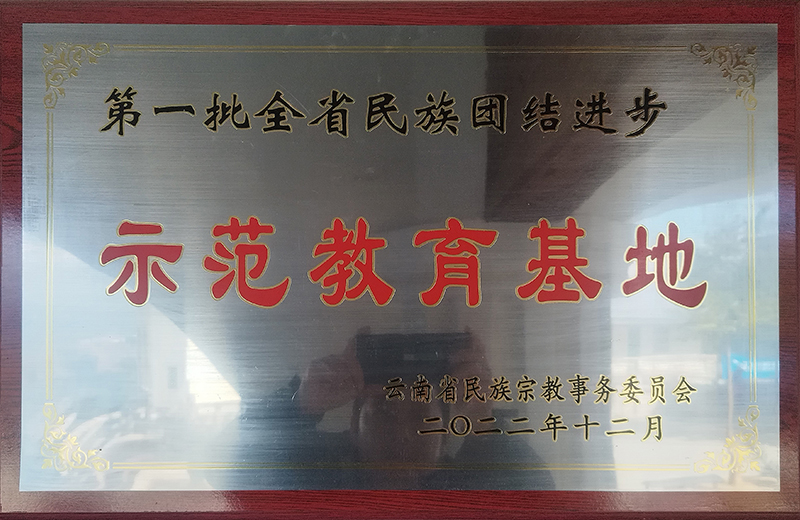 第一批全省民族团结进步
示范教育基地
云南省民族宗教事务委员会
二〇二二年十二月